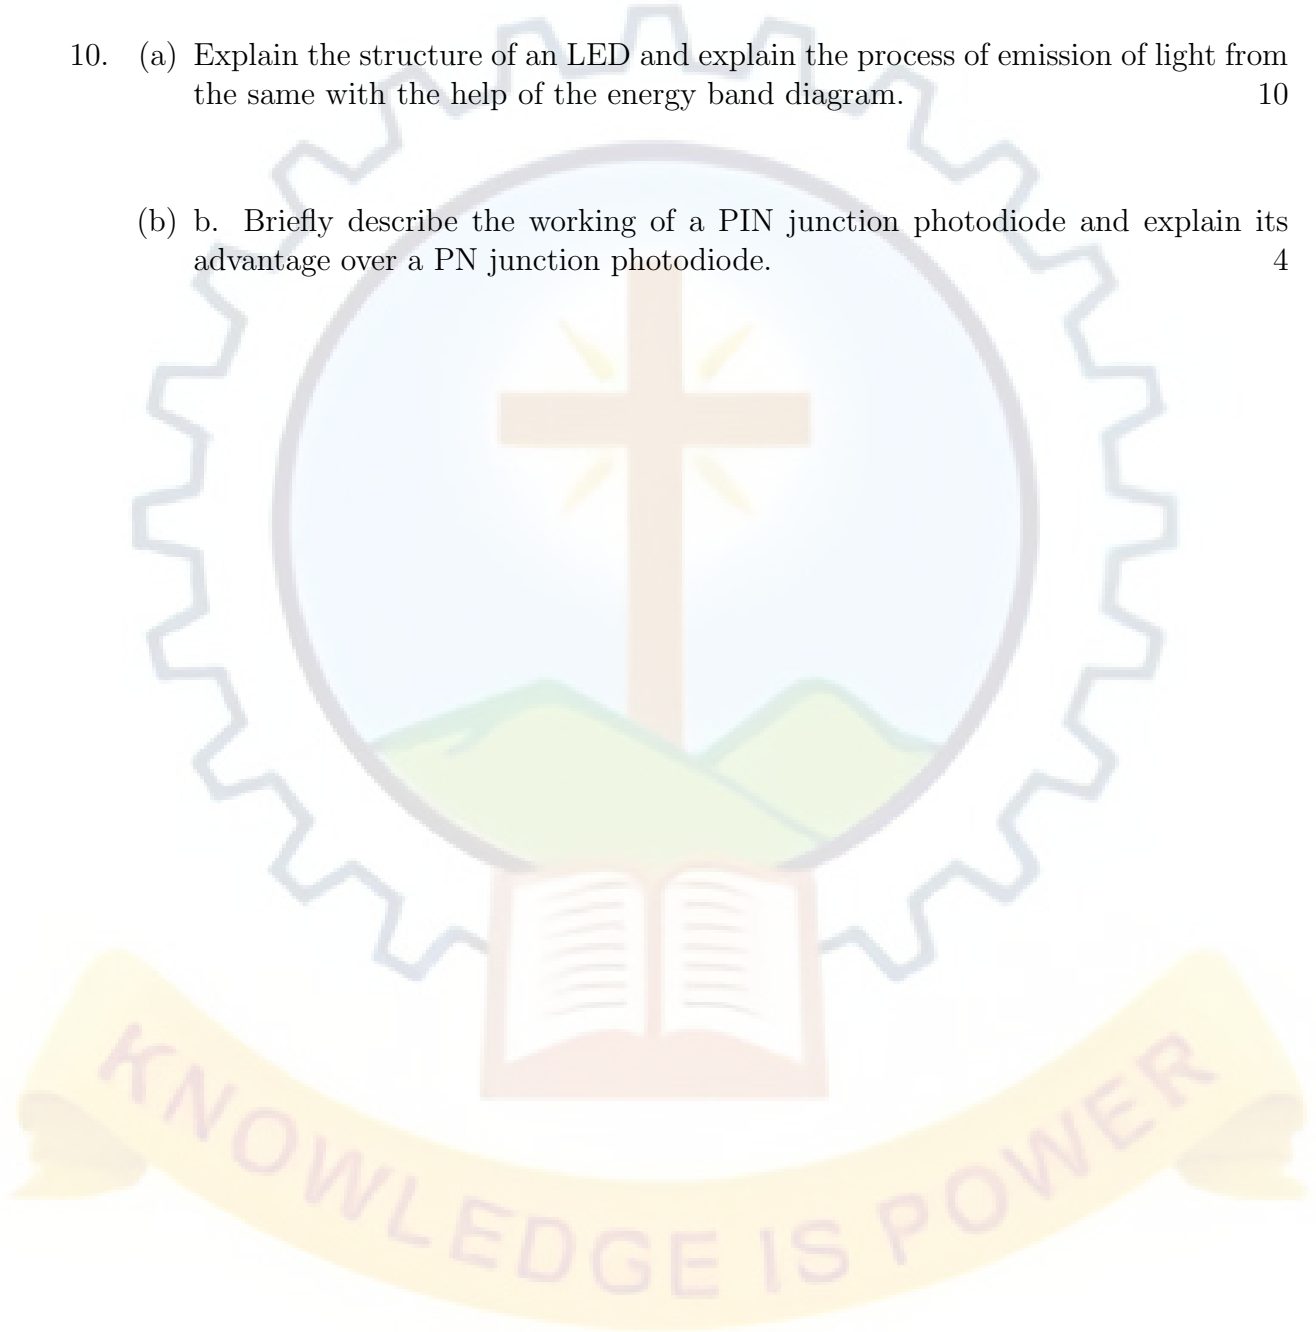 10. (a) Explain the structure of an LED and explain the process of emission of light from
the same with the help of the energy band diagram. 10
(b) b. Briefly describe the working of a PIN junction photodiode and explain its
advantage over a PN junction photodiode. 4
KNOWLEDGE IS POWER